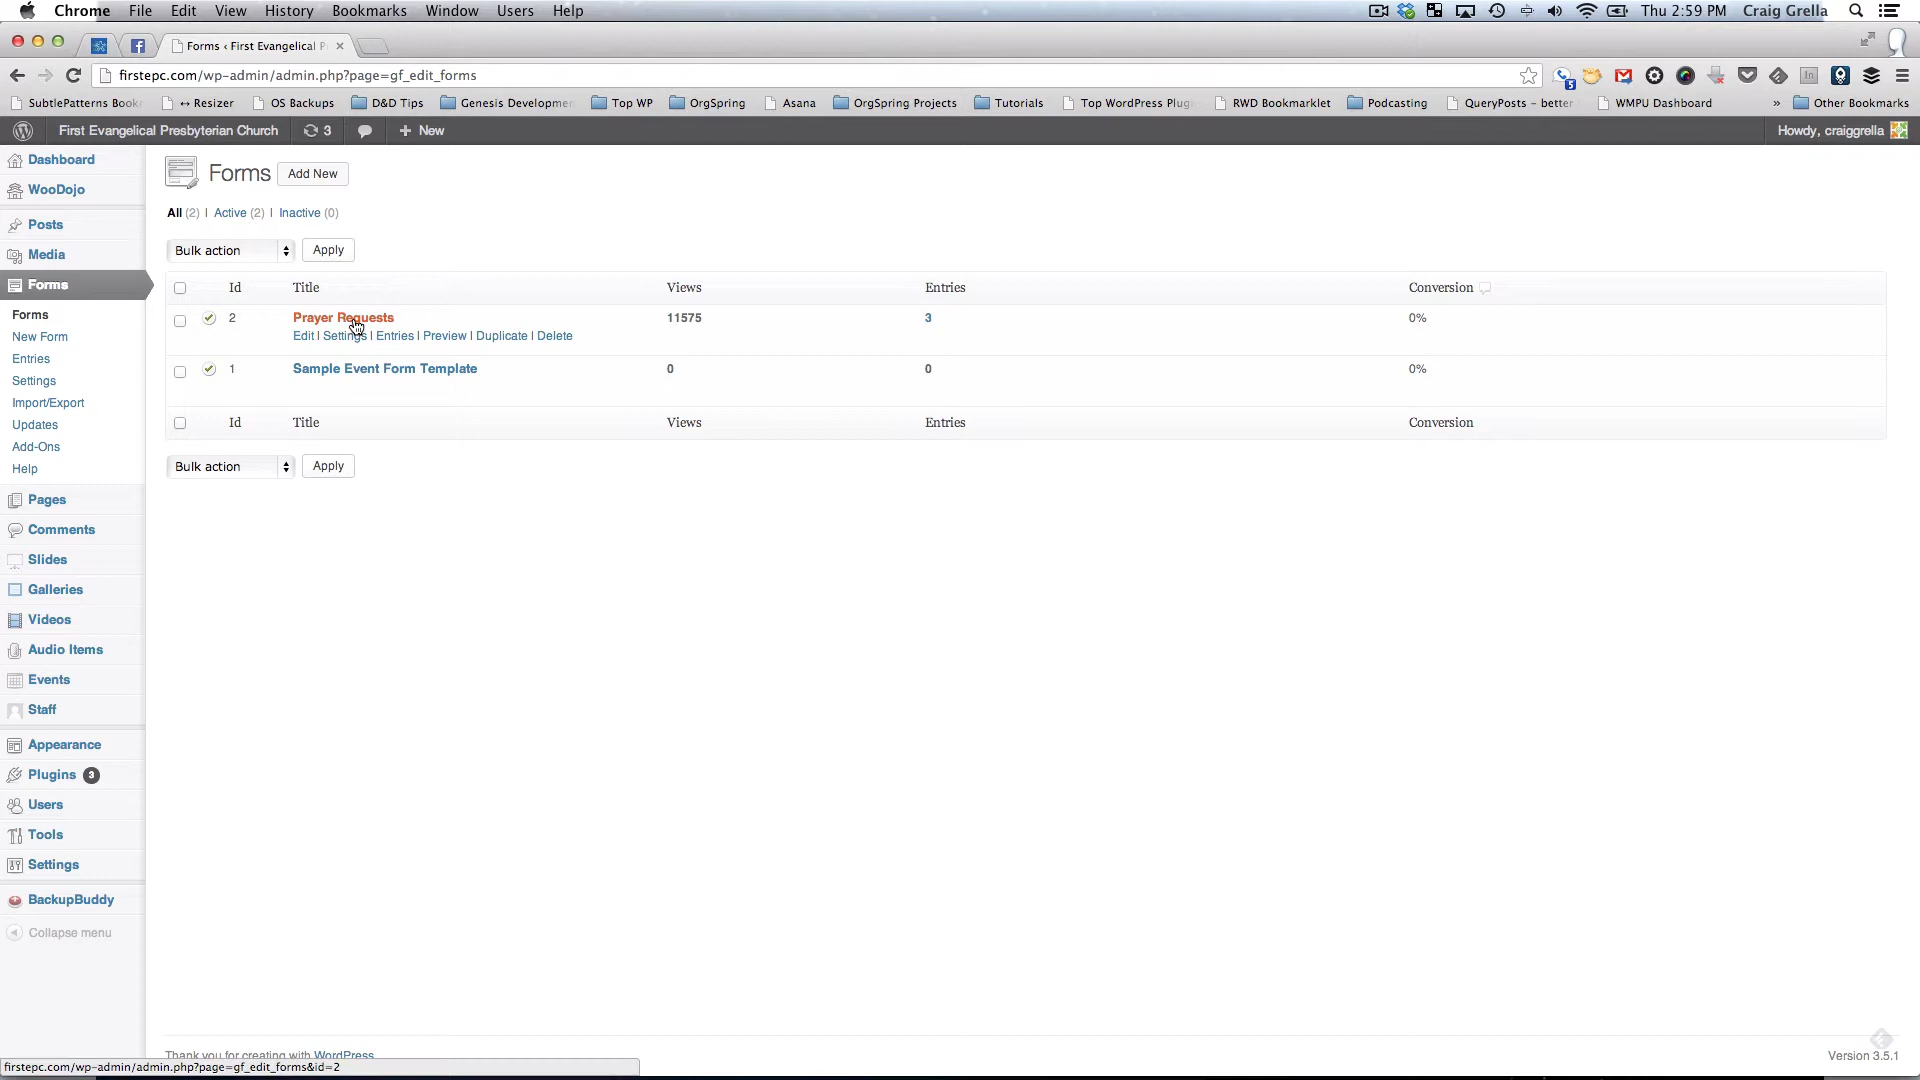 Chrome File Edit View History Bookmarks Window Users Help Thu 2:59 PM Craig Grella
Forms ‹ First Evangelical P
firstepc.com/wp-admin/admin.php?page=gf_edit_forms 5
SubtlePatterns Book ↔ Resizer OS Backups D&D Tips Genesis Developme Top WP OrgSpring Asana OrgSpring Projects Tutorials Top WordPress Plug RWD Bookmarklet Podcasting QueryPosts – better WMPU Dashboard » Other Bookmarks
First Evangelical Presbyterian Church 3 + New Howdy, craiggrella
Dashboard
WooDojo
Posts
Media
Forms
Forms
New Form
Entries
Settings
Import/Export
Updates
Add-Ons
Help
Pages
Comments
Slides
Galleries
Videos
Audio Items
Events
Staff
Appearance
Plugins 3
Users
Tools
Settings
BackupBuddy
Collapse menu
Forms Add New
All (2) | Active (2) | Inactive (0)
Bulk action Apply
Id Title Views Entries Conversion
2 Prayer Requests 11575 3 0%
Edit | Settings | Entries | Preview | Duplicate | Delete
1 Sample Event Form Template 0 0 0%
Id Title Views Entries Conversion
Bulk action Apply
Thank you for creating with WordPress
Version 3.5.1
firstepc.com/wp-admin/admin.php?page=gf_edit_forms&id=2